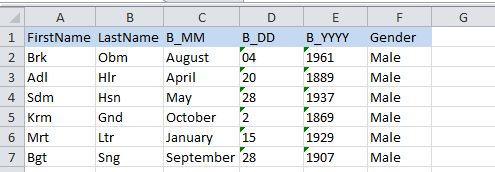 A B C D E F G
1 FirstName LastName B_MM B_DD B_YYYY Gender
2 Brk Obm August 04 1961 Male
3 Adl Hlr April 20 1889 Male
4 Sdm Hsn May 28 1937 Male
5 Krm Gnd October 2 1869 Male
6 Mrt Ltr January 15 1929 Male
7 Bgt Sng September 28 1907 Male